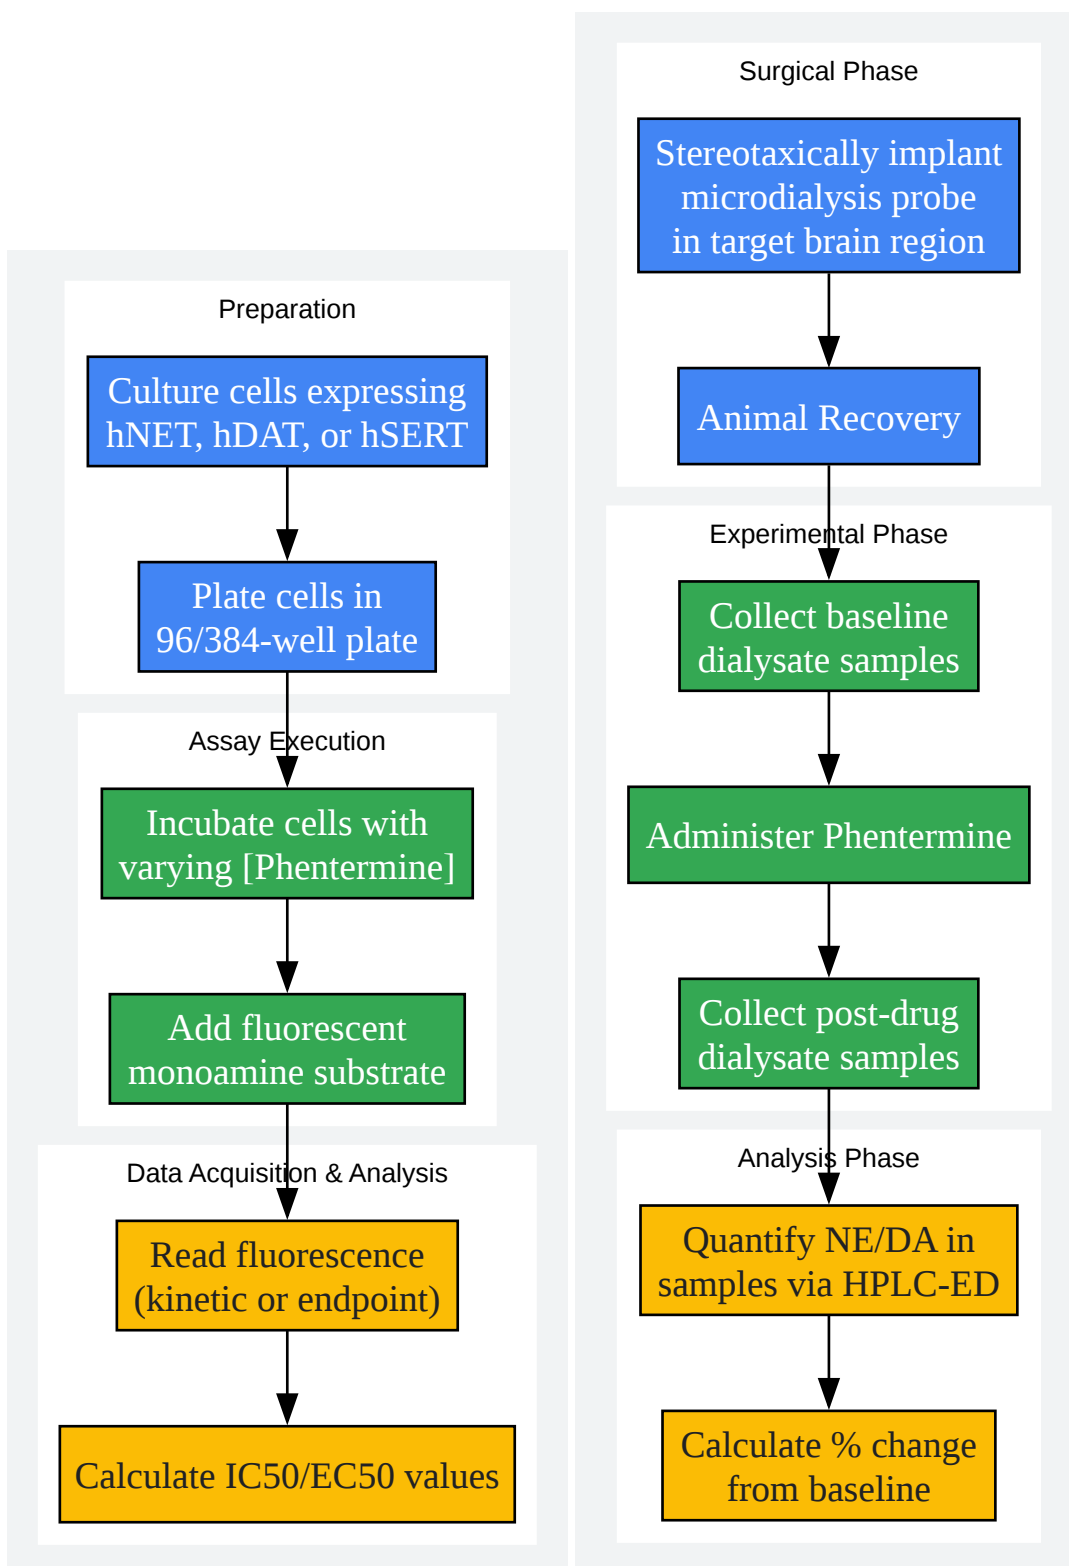 Preparation
Culture cells expressing
hNET, hDAT, or hSERT
Plate cells in
96/384-well plate
Assay Execution
Incubate cells with
varying [Phentermine]
Add fluorescent
monoamine substrate
Data Acquisition & Analysis
Read fluorescence
(kinetic or endpoint)
Calculate IC50/EC50 values
Surgical Phase
Stereotaxically implant
microdialysis probe
in target brain region
Animal Recovery
Experimental Phase
Collect baseline
dialysate samples
Administer Phentermine
Collect post-drug
dialysate samples
Analysis Phase
Quantify NE/DA in
samples via HPLC-ED
Calculate % change
from baseline